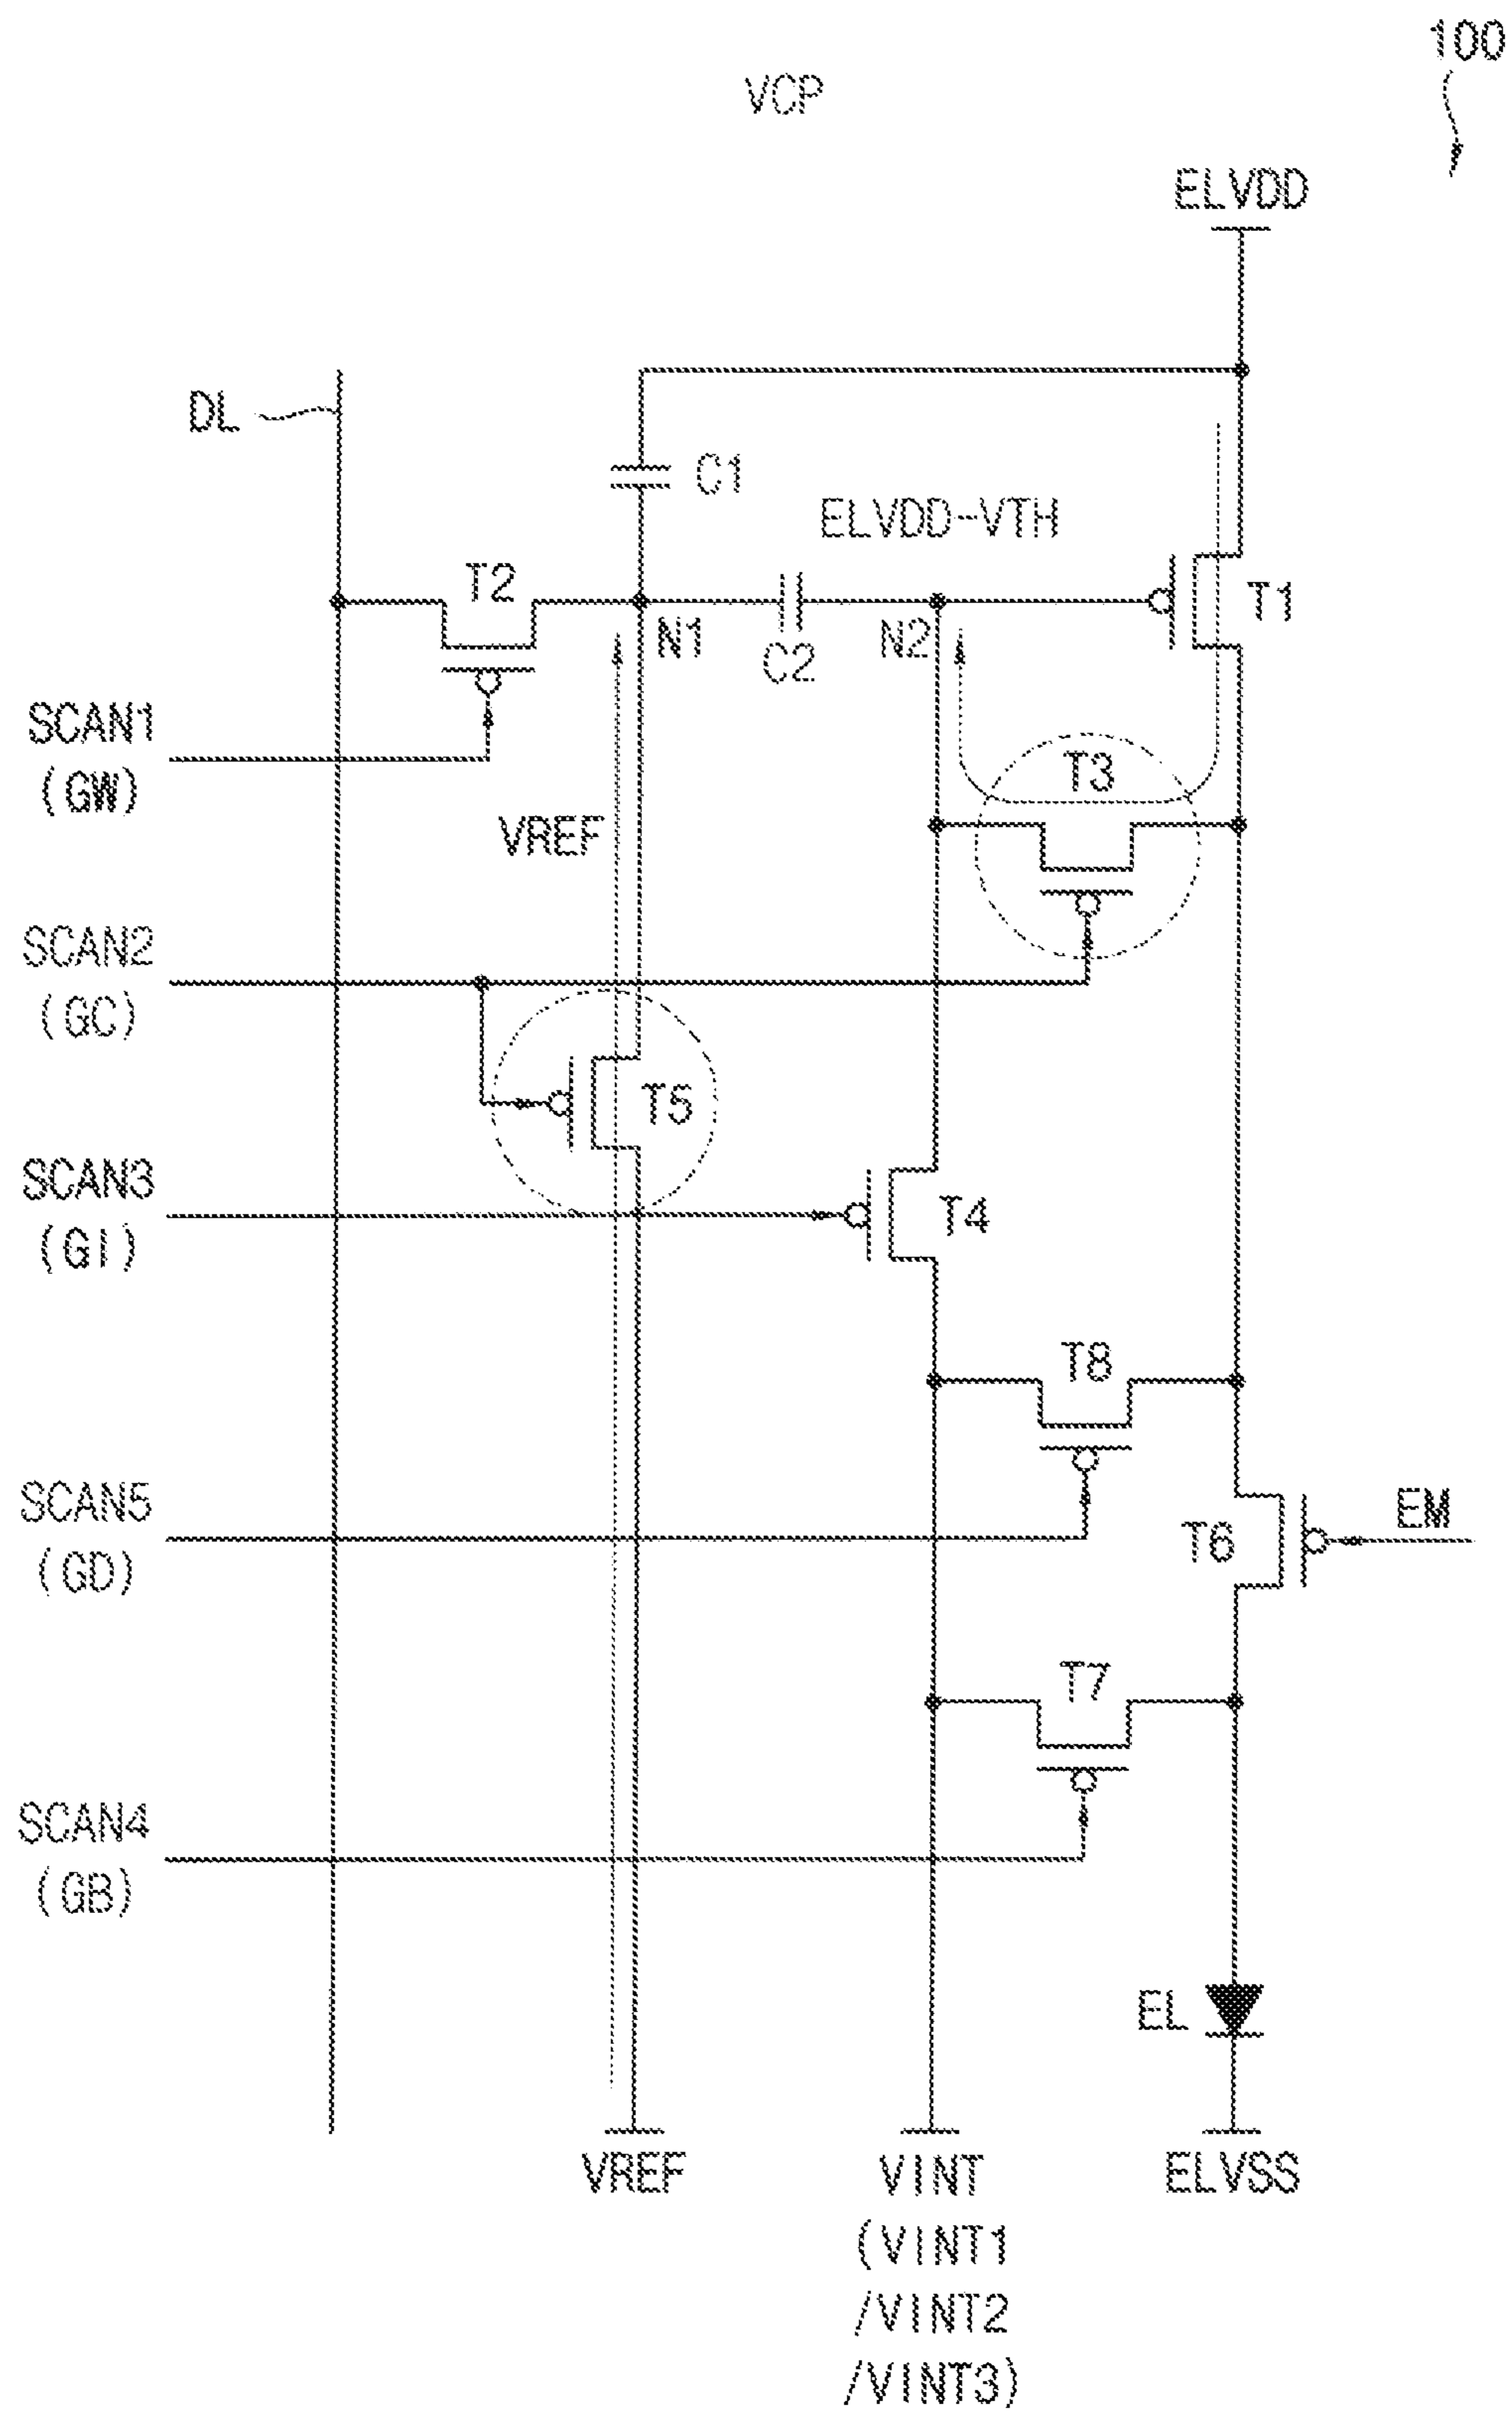 100
VCP
ELVDD
DL
C1
ELVDD-VTH
T2
T1
N1
C2
N2
SCAN1
(GW)
T3
VREF
SCAN2
(GC)
T5
SCAN3
(GI)
T4
T8
SCAN5
(GD)
T6
EM
T7
SCAN4
(GB)
EL
VREF
VINT
(VINT1
/VINT2
/VINT3)
ELVSS